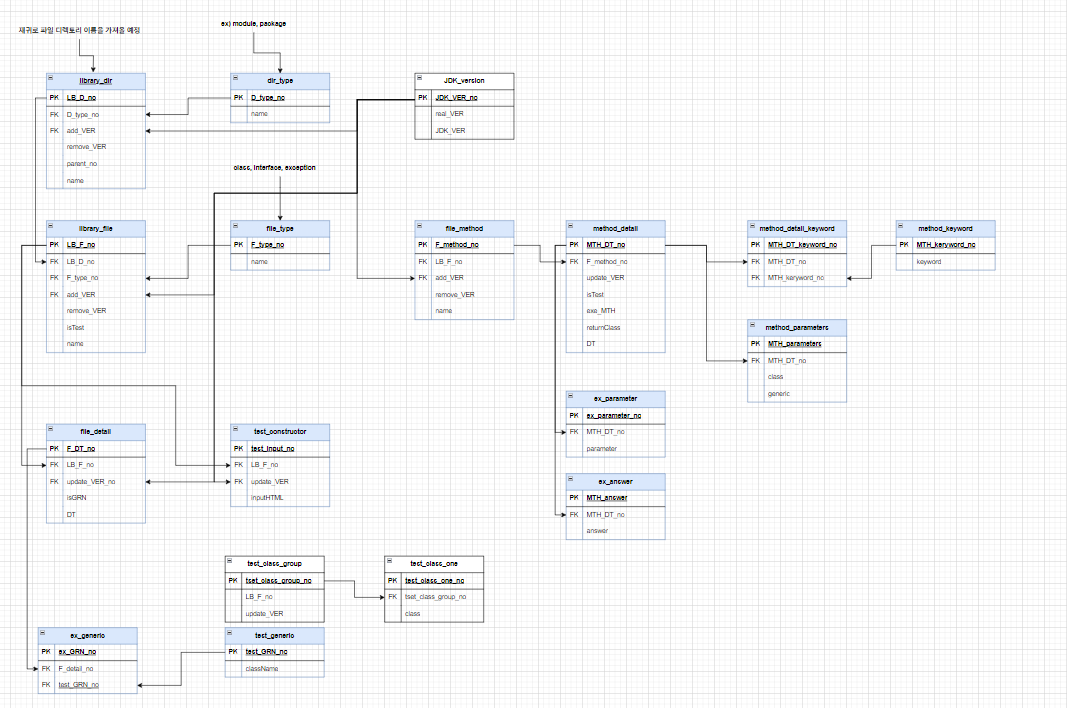 재귀로 파일 디렉토리 이름을 가져올 예정
ex) module, package
library_dir
PK LB_D_no
FK D_type_no
FK add_VER
remove_VER
parent_no
name
dir_type
PK D_type_no
name
JDK_version
PK JDK_VER_no
real_VER
JDK_VER
class, interface, exception
library_file
PK LB_F_no
FK LB_D_no
FK F_type_no
FK add_VER
remove_VER
isTest
name
file_type
PK F_type_no
name
file_method
PK F_method_no
FK LB_F_no
FK add_VER
remove_VER
name
method_detail
PK MTH_DT_no
FK F_method_no
update_VER
isTest
exe_MTH
returnClass
DT
method_detail_keyword
PK MTH_DT_keyword_no
FK MTH_DT_no
FK MTH_keryword_no
method_keyword
PK MTH_keryword_no
keyword
method_parameters
PK MTH_parameters
FK MTH_DT_no
class
generic
ex_parameter
PK ex_parameter_no
FK MTH_DT_no
parameter
file_detail
PK F_DT_no
FK LB_F_no
FK update_VER_no
isGRN
DT
test_constructor
PK test_input_no
FK LB_F_no
FK update_VER
inputHTML
ex_answer
PK MTH_answer
FK MTH_DT_no
answer
test_class_group
PK tset_class_group_no
LB_F_no
update_VER
test_class_one
PK test_class_one_no
FK tset_class_group_no
class
ex_generic
PK ex_GRN_no
FK F_detail_no
FK test_GRN_no
test_generic
PK test_GRN_no
className